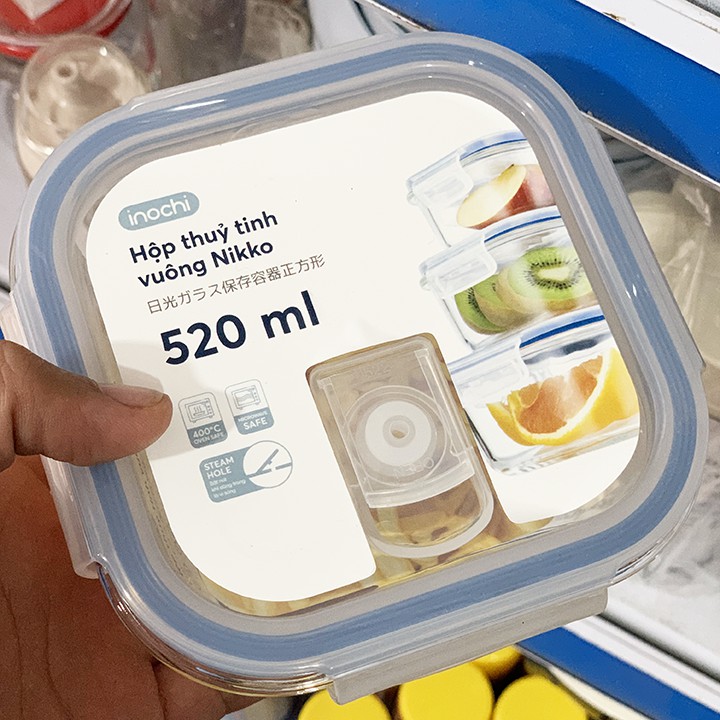 inochi
Hộp thuỷ tinh
vuông Nikko
日光ガラス保存容器正方形
520 ml
400°C
OVEN SAFE
MICROWAVE
SAFE
STEAM
HOLE